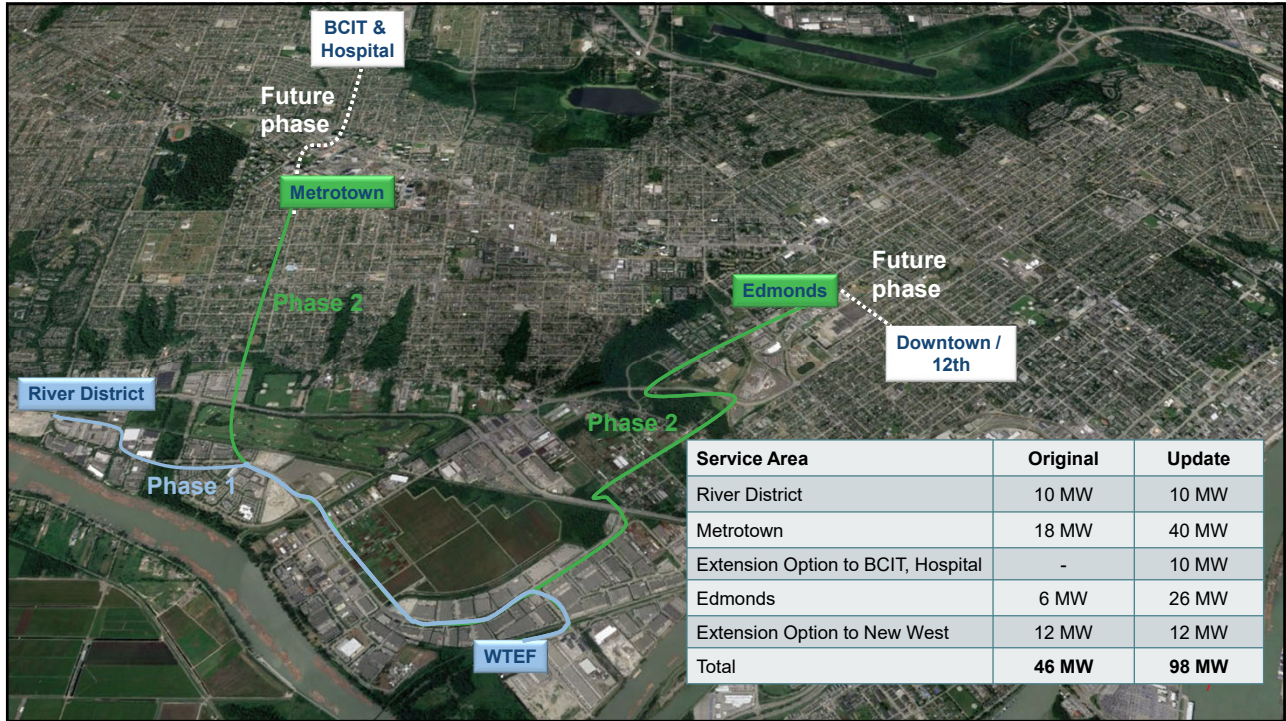 BCIT &
Hospital
Future
phase
Metrotown
Phase 2
Edmonds
Future
phase
Downtown /
12th
River District
Phase 1
Phase 2
WTEF
Service Area Original Update
River District 10 MW 10 MW
Metrotown 18 MW 40 MW
Extension Option to BCIT, Hospital - 10 MW
Edmonds 6 MW 26 MW
Extension Option to New West 12 MW 12 MW
Total 46 MW 98 MW